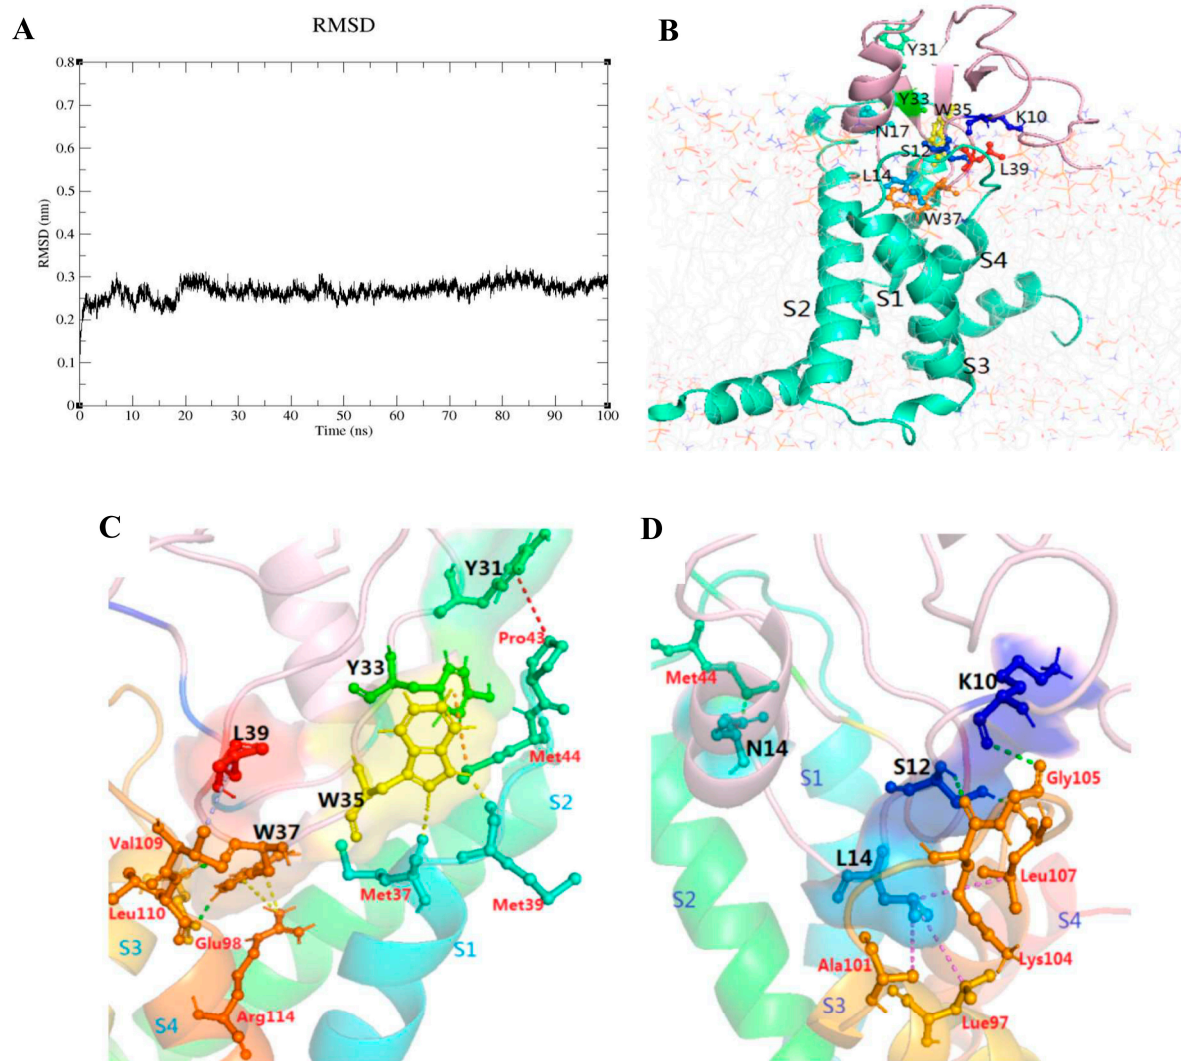 A
RMSD
0.8
0.7
0.6
0.5
0.4
0.3
0.2
0.1
0
RMSD (nm)
0 10 20 30 40 50 60 70 80 90 100
Time (ns)
B
Y31
Y33
W35
K10
N17
S12
L39
L14
W37
S4
S1
S2
S3
C
Y31
Pro43
Y33
L39
Met44
W35
S2
W37
Val109
Met37
Met39
Leu110
Glu98
S3
S1
Arg114
S4
D
Met44
K10
N14
S12
Gly105
S1
L14
Leu107
S2
S4
Lys104
Ala101
S3
Lue97